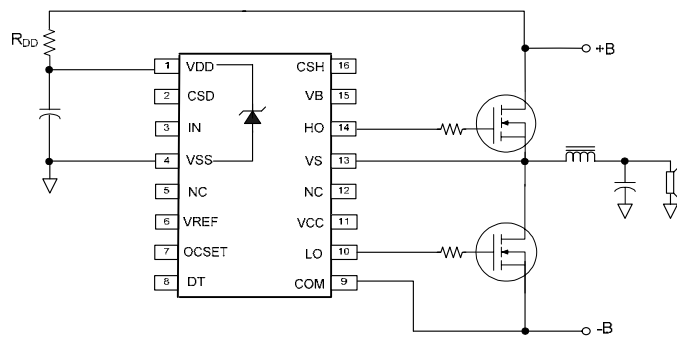 RDD
+B
1 VDD CSH 16
2 CSD VB 15
3 IN HO 14
4 VSS VS 13
5 NC NC 12
6 VREF VCC 11
7 OCSET LO 10
8 DT COM 9
-B